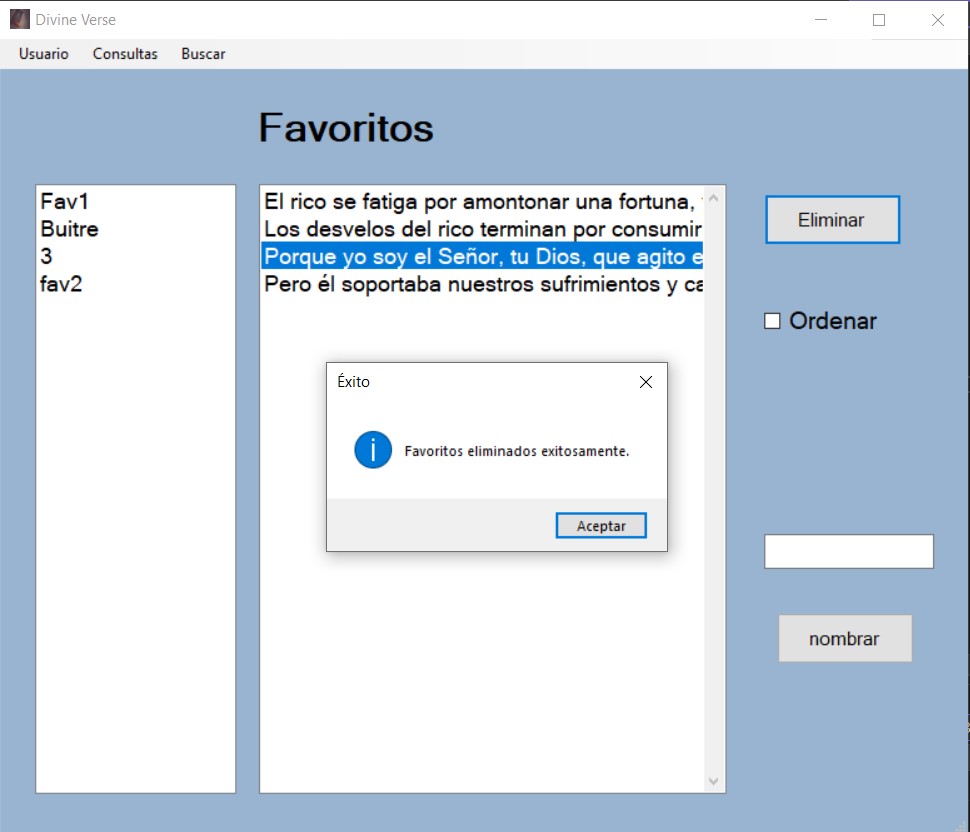 Divine Verse
Usuario Consultas Buscar
Favoritos
Fav1
Buitre
3
fav2
El rico se fatiga por amontonar una fortuna,
Los desvelos del rico terminan por consumir
Porque yo soy el Señor, tu Dios, que agito e
Pero él soportaba nuestros sufrimientos y ca
Eliminar
Ordenar
Éxito
Favoritos eliminados exitosamente.
Aceptar
nombrar